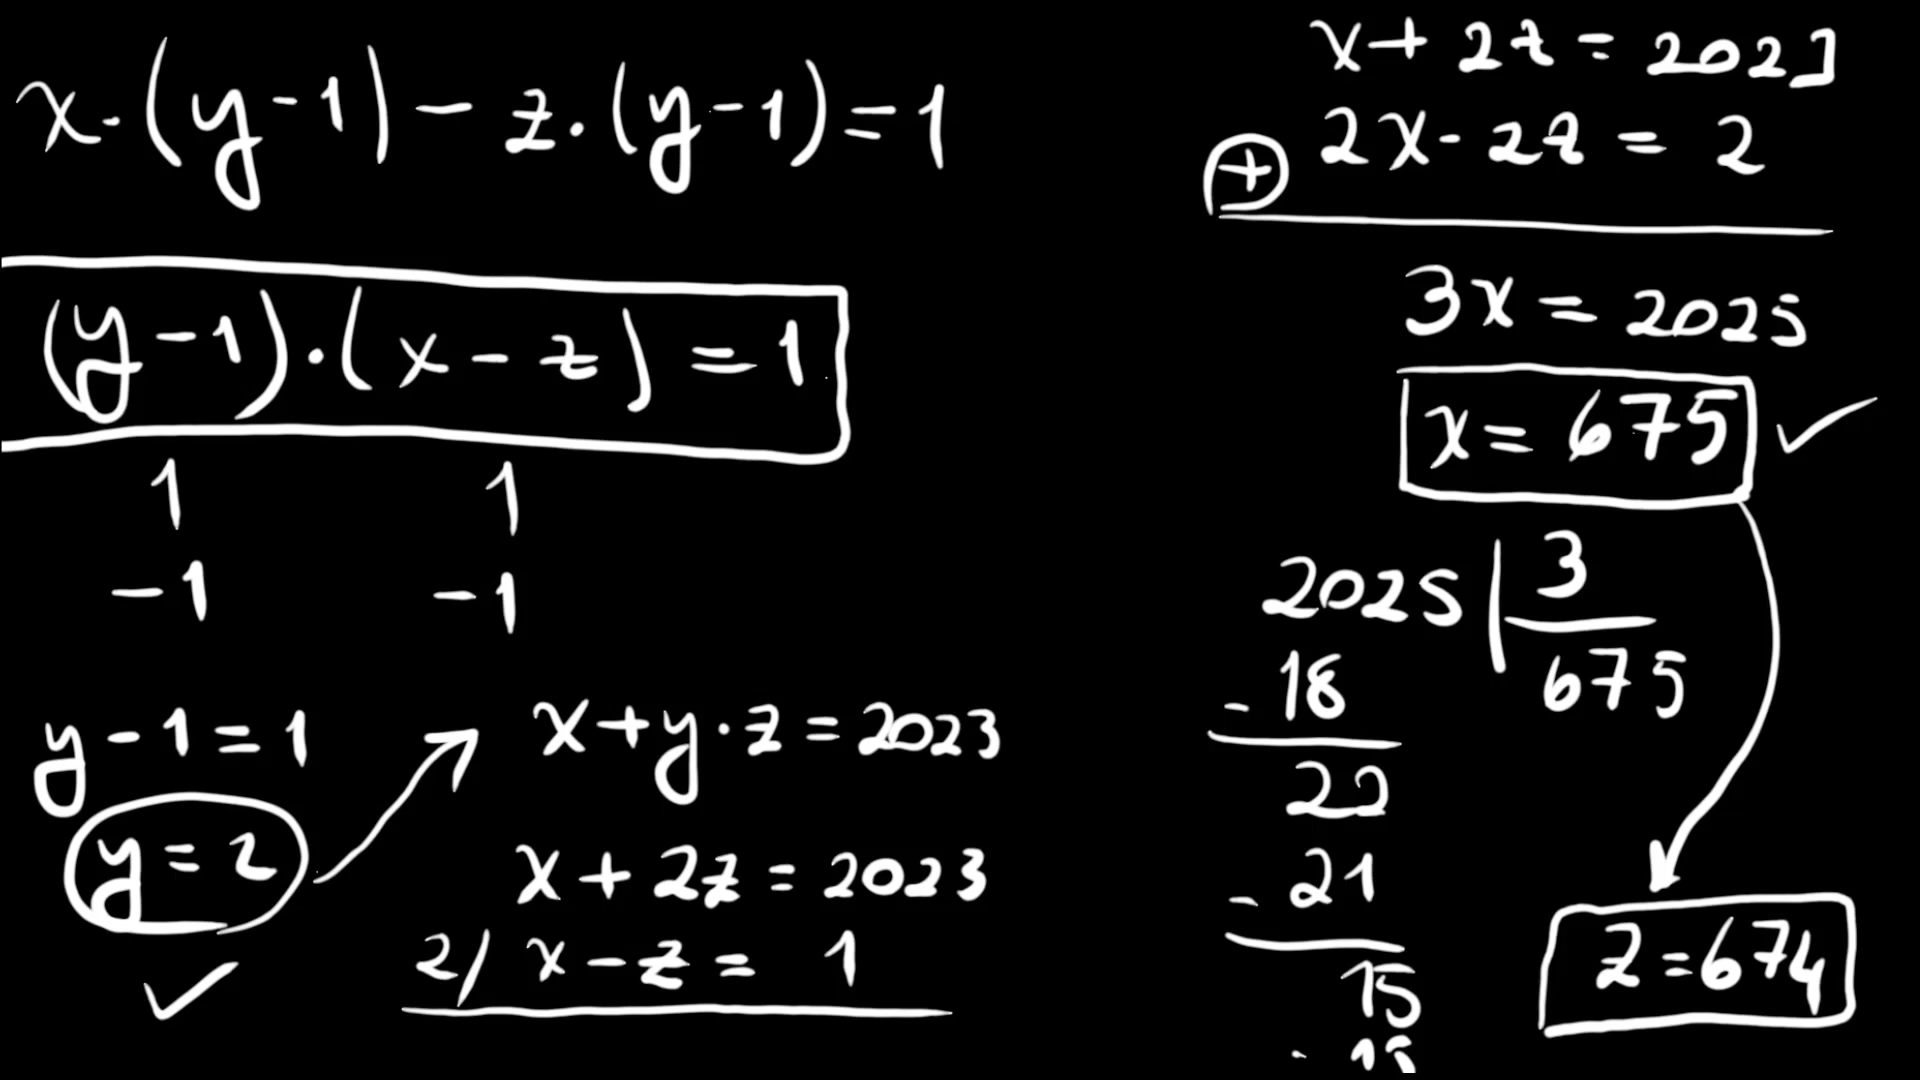 x·(y-1)-z·(y-1)=1
(y-1)·(x-z)=1
1 1
-1 -1
y-1=1
y=2
x+y·z=2023
x+2z=2023
2/ x-z=1
x+2z=2023
2x-2z=2
+
3x=2025
x=675
2025 | 3
675
-18
22
-21
15
-15
z=674